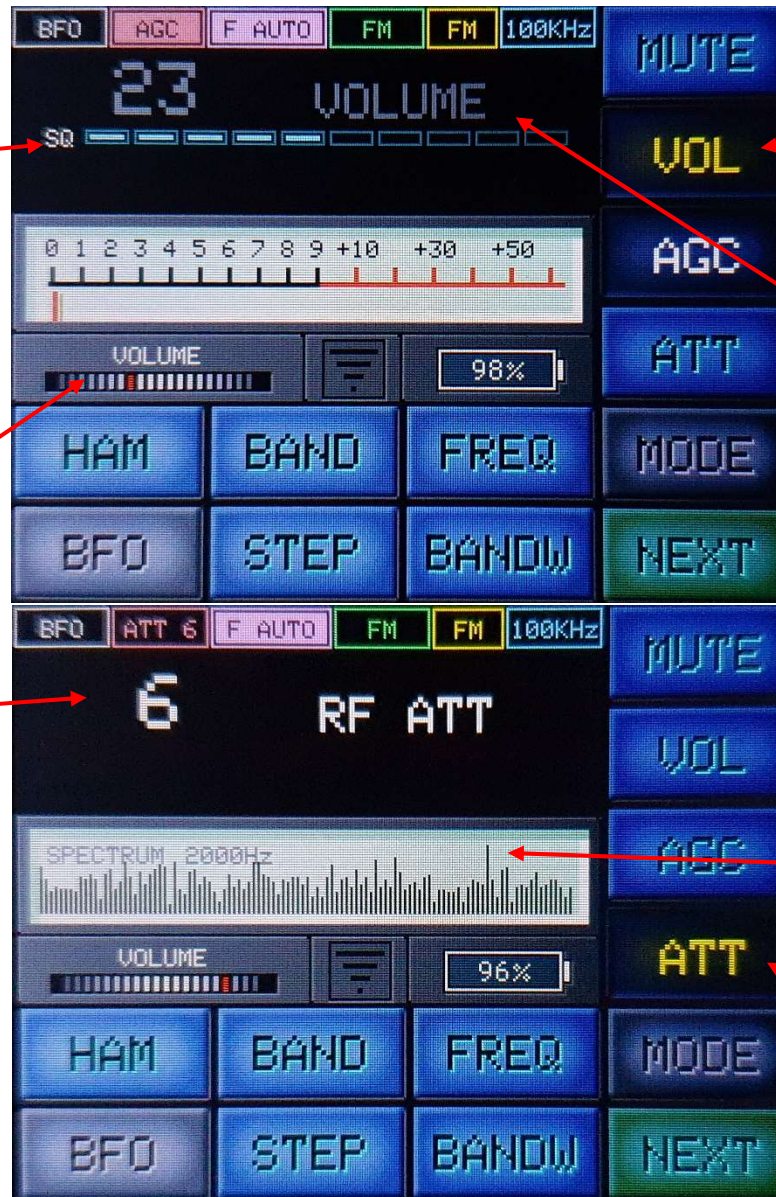 BFO AGC F AUTO FM FM 100KHz MUTE
23 VOLUME
SQ
VOL
0 1 2 3 4 5 6 7 8 9 +10 +30 +50
AGC
VOLUME 98% ATT
HAM BAND FREQ MODE
BFO STEP BANDW NEXT
BFO ATT 6 F AUTO FM FM 100KHz MUTE
6 RF ATT
VOL
SPECTRUM 2000Hz AGC
VOLUME 96% ATT
HAM BAND FREQ MODE
BFO STEP BANDW NEXT